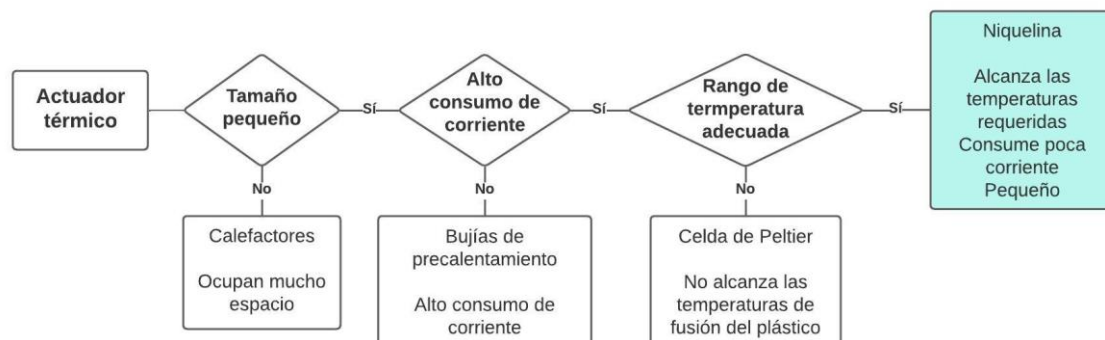 Actuador
térmico
Tamaño
pequeño
Sí
Alto
consumo de
corriente
Sí
Rango de
termperatura
adecuada
Sí
Niquelina
Alcanza las
temperaturas
requeridas
Consume poca
corriente
Pequeño
No
No
No
Calefactores
Ocupan mucho
espacio
Bujías de
precalentamiento
Alto consumo de
corriente
Celda de Peltier
No alcanza las
temperaturas de
fusión del plástico